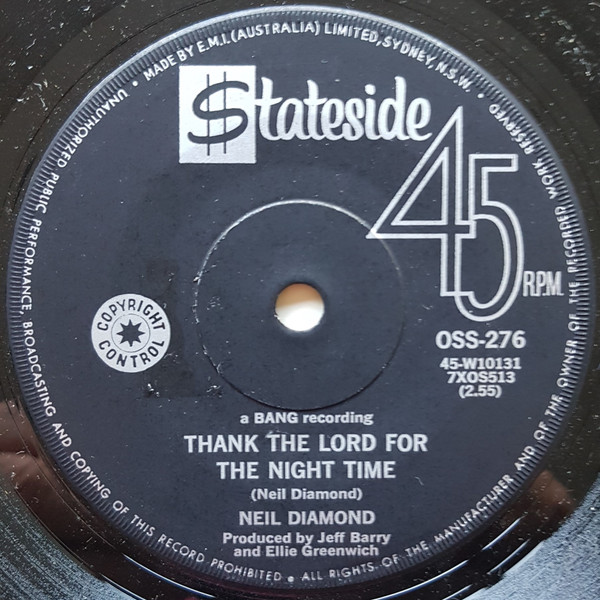 • MADE BY E.M.I. (AUSTRALIA) LIMITED, SYDNEY, N.S.W. •
UNAUTHORIZED PUBLIC PERFORMANCE, BROADCASTING AND COPYING OF THIS RECORD PROHIBITED • ALL RIGHTS OF THE MANUFACTURER AND OF THE OWNER OF THE RECORDED WORK RESERVED
$tateside
45
R.P.M.
COPYRIGHT
CONTROL
OSS-276
45-W10131
7XOS513
(2.55)
a BANG recording
THANK THE LORD FOR
THE NIGHT TIME
(Neil Diamond)
NEIL DIAMOND
Produced by Jeff Barry
and Ellie Greenwich